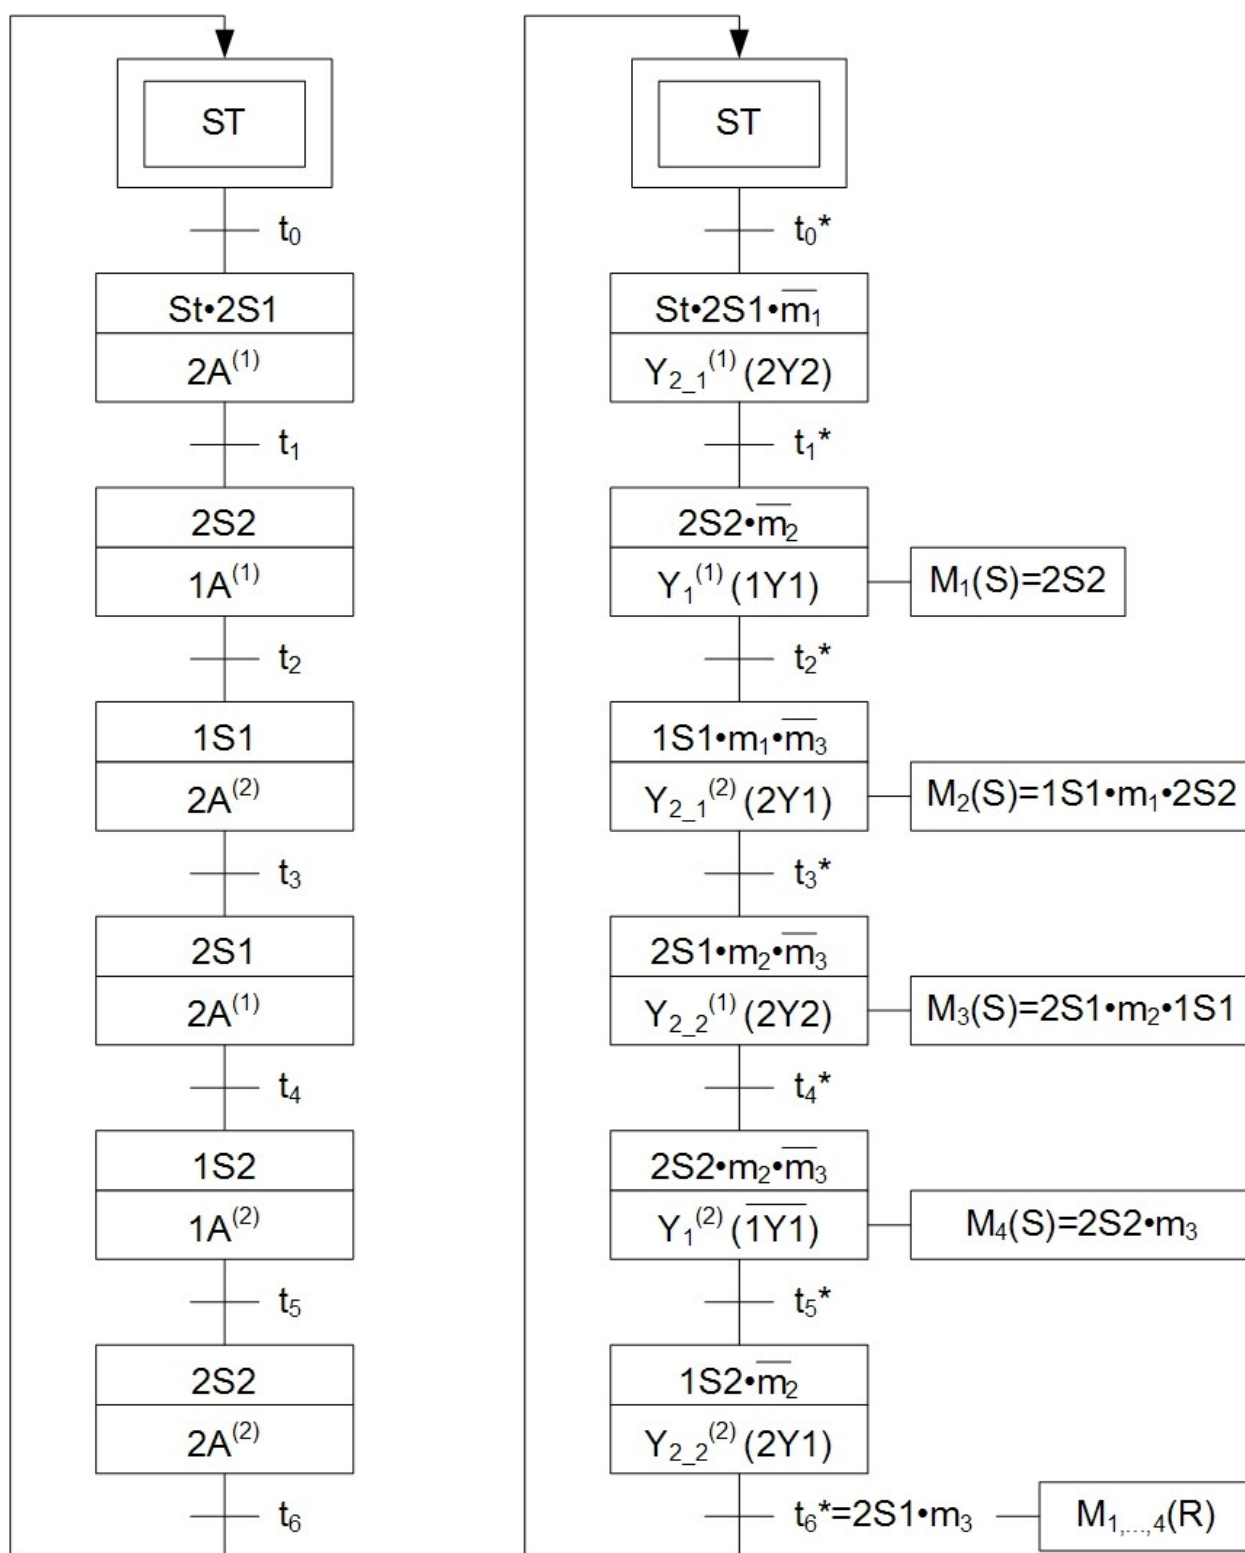 ST
t₀
St•2S1
2A⁽¹⁾
t₁
2S2
1A⁽¹⁾
t₂
1S1
2A⁽²⁾
t₃
2S1
2A⁽¹⁾
t₄
1S2
1A⁽²⁾
t₅
2S2
2A⁽²⁾
t₆
ST
t₀*
St•2S1•m̅₁
Y₂_₁⁽¹⁾(2Y2)
t₁*
2S2•m̅₂
Y₁⁽¹⁾(1Y1)
M₁(S)=2S2
t₂*
1S1•m₁•m̅₃
Y₂_₁⁽²⁾(2Y1)
M₂(S)=1S1•m₁•2S2
t₃*
2S1•m₂•m̅₃
Y₂_₂⁽¹⁾(2Y2)
M₃(S)=2S1•m₂•1S1
t₄*
2S2•m₂•m̅₃
Y₁⁽²⁾(1̅Y̅1̅)
M₄(S)=2S2•m₃
t₅*
1S2•m̅₂
Y₂_₂⁽²⁾(2Y1)
t₆*=2S1•m₃
M₁,...,₄(R)